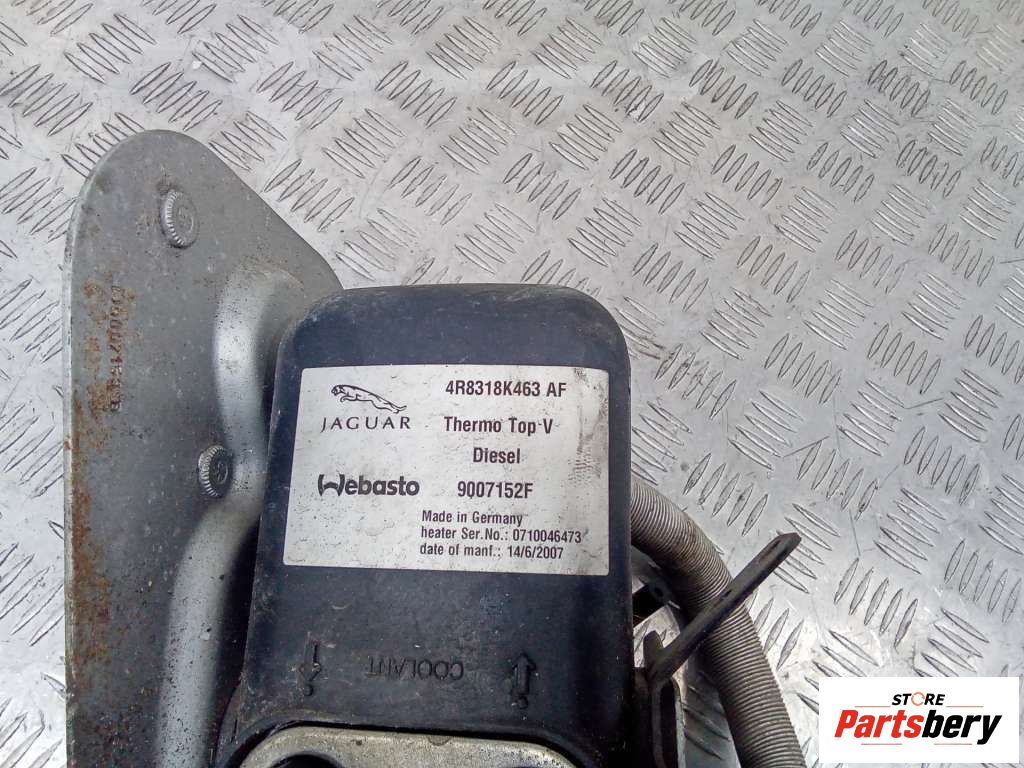 4R8318K463 AF
JAGUAR
Thermo Top V
Diesel
Webasto
9007152F
Made in Germany
heater Ser.No.: 0710046473
date of manf.: 14/6/2007
COOLANT
STORE
Partsbery